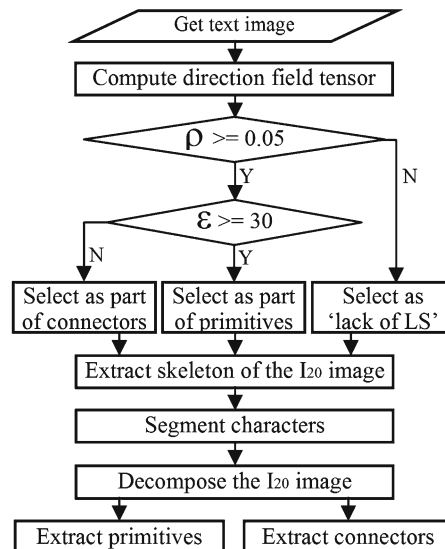 Get text image
Compute direction field tensor
ρ >= 0.05
Y
N
ε >= 30
N
Y
Select as part of connectors
Select as part of primitives
Select as 'lack of LS'
Extract skeleton of the I20 image
Segment characters
Decompose the I20 image
Extract primitives
Extract connectors